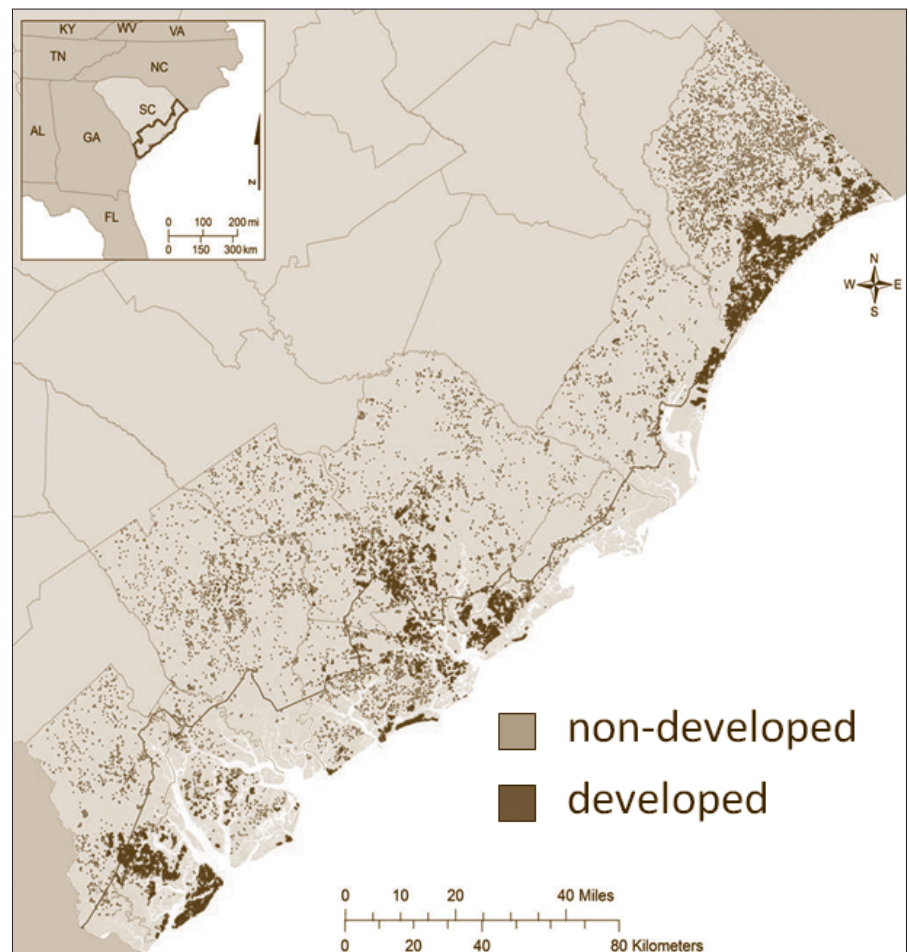 KY WV VA
TN
NC
SC
AL GA
FL
N
0 100 200 mi
0 150 300 km
N
W E
S
non-developed
developed
0 10 20 40 Miles
0 20 40 80 Kilometers